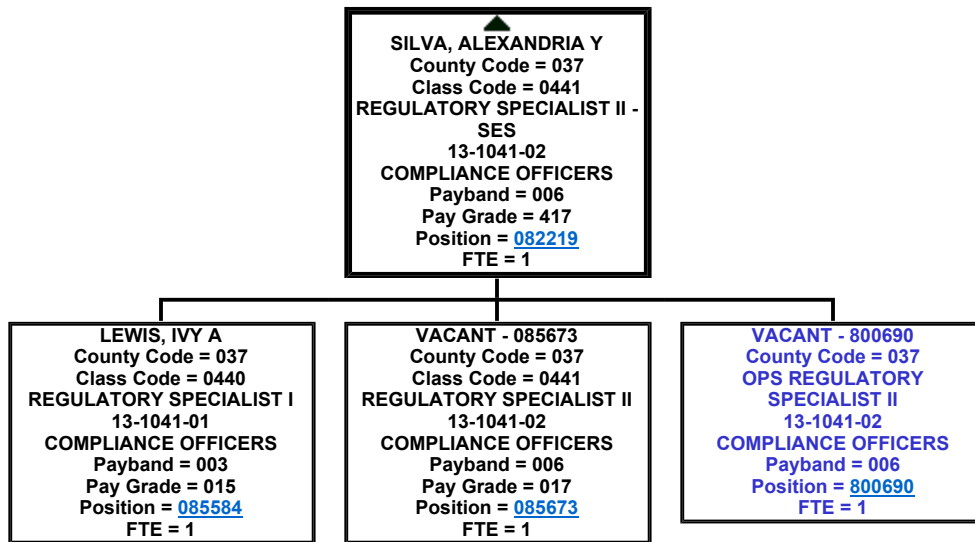 SILVA, ALEXANDRIA Y
County Code = 037
Class Code = 0441
REGULATORY SPECIALIST II -
SES
13-1041-02
COMPLIANCE OFFICERS
Payband = 006
Pay Grade = 417
Position = 082219
FTE = 1
LEWIS, IVY A
County Code = 037
Class Code = 0440
REGULATORY SPECIALIST I
13-1041-01
COMPLIANCE OFFICERS
Payband = 003
Pay Grade = 015
Position = 085584
FTE = 1
VACANT - 085673
County Code = 037
Class Code = 0441
REGULATORY SPECIALIST II
13-1041-02
COMPLIANCE OFFICERS
Payband = 006
Pay Grade = 017
Position = 085673
FTE = 1
VACANT - 800690
County Code = 037
OPS REGULATORY
SPECIALIST II
13-1041-02
COMPLIANCE OFFICERS
Payband = 006
Position = 800690
FTE = 1